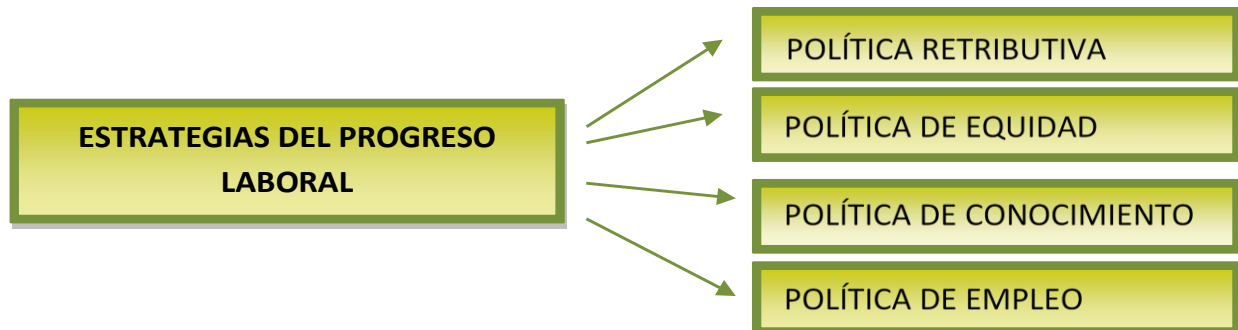 ESTRATEGIAS DEL PROGRESO
LABORAL
POLÍTICA RETRIBUTIVA
POLÍTICA DE EQUIDAD
POLÍTICA DE CONOCIMIENTO
POLÍTICA DE EMPLEO